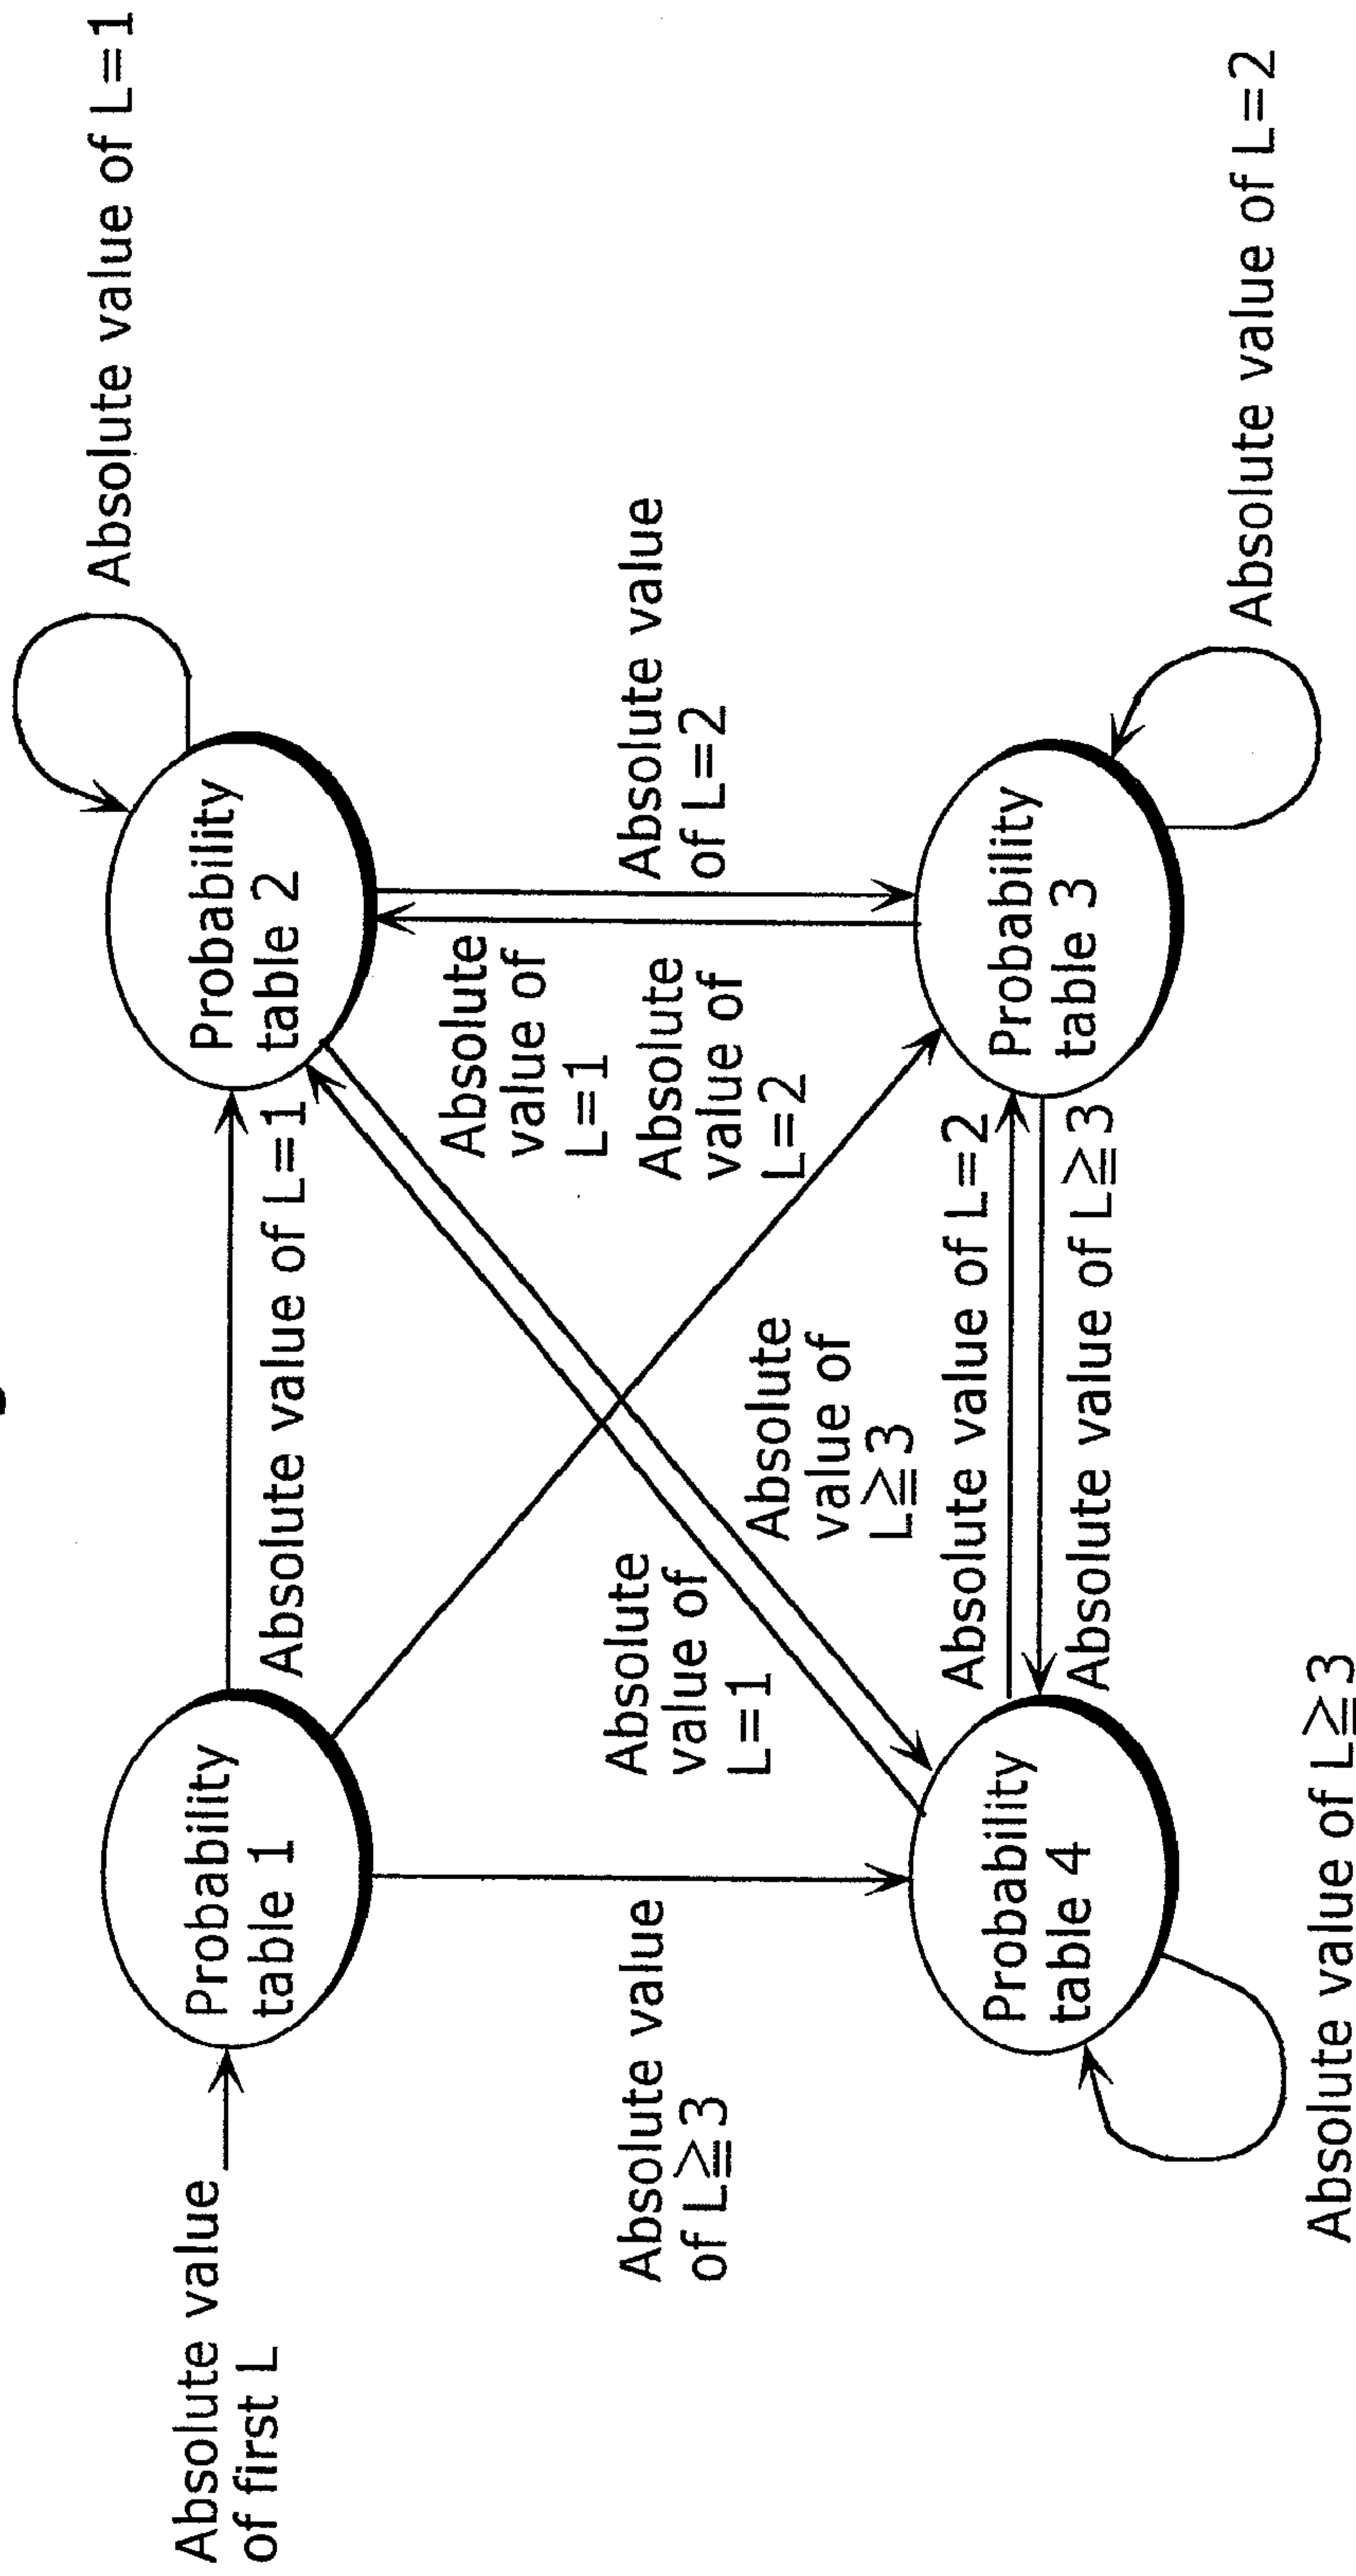 Absolute value of L=1
Probability
table 1
Probability
table 2
Absolute value
of first L
Absolute value of L=1
Absolute
value of
L=1
Absolute value
of L≧3
Absolute
value of
L=1
Absolute value
of L=2
Absolute
value of
L=2
Absolute
value of
L≧3
Absolute value of L=2
Probability
table 4
Probability
table 3
Absolute value of L≧3
Absolute value of L=2
Absolute value of L≧3